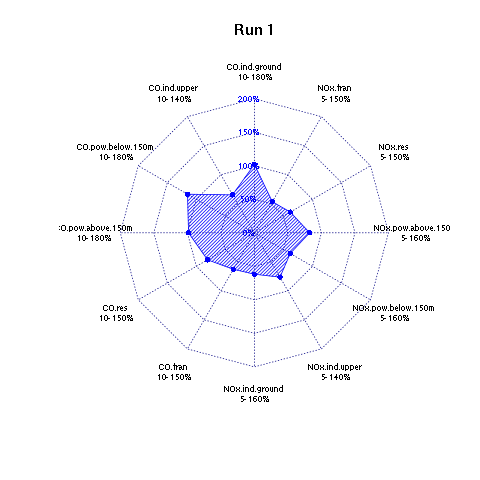 Run 1
CO.ind.ground
10-180%
CO.ind.upper
10-140%
NOx.fran
5-150%
200%
CO.pow.below.150m
10-180%
NOx.res
5-150%
150%
100%
50%
:O.pow.above.150m
10-180%
0%
NOx.pow.above.150
5-160%
CO.res
10-150%
NOx.pow.below.150m
5-160%
CO.fran
10-150%
NOx.ind.upper
5-140%
NOx.ind.ground
5-160%